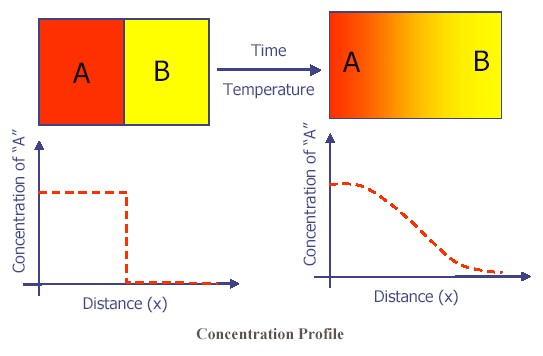 A
B
Time
Temperature
A
B
Concentration of "A"
Distance (x)
Concentration of "A"
Distance (x)
Concentration Profile